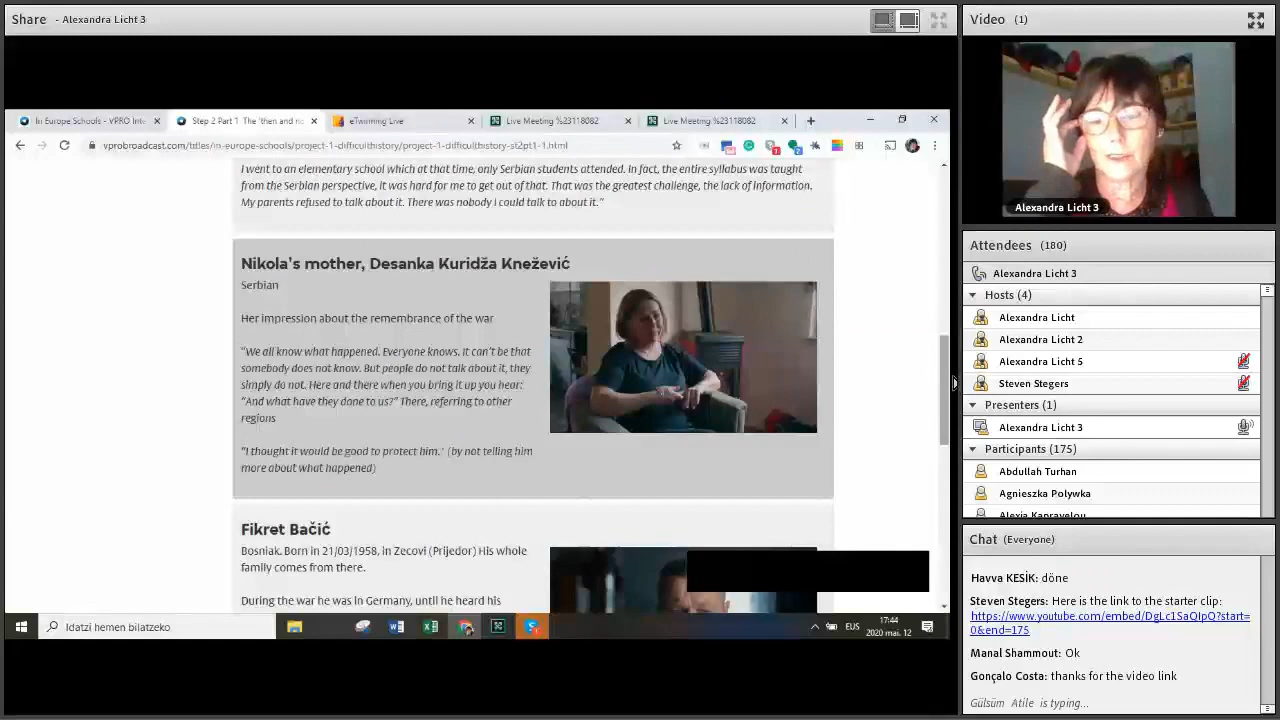 Share - Alexandra Licht 3
In Europe Schools - VPRO Inte
Step 2 Part 1 The 'then and no
eTwinning Live
Live Meeting %23118082
Live Meeting %23118082
vprobroadcast.com/titles/in-europe-schools/project-1-difficulthistory/project-1-difficulthistory-st2pt1-1.html
I went to an elementary school which at that time, only Serbian students attended. In fact, the entire syllabus was taught
from the Serbian perspective, it was hard for me to get out of that. That was the greatest challenge, the lack of information.
My parents refused to talk about it. There was nobody I could talk to about it."
Nikola's mother, Desanka Kuridža Knežević
Serbian
Her impression about the remembrance of the war
"We all know what happened. Everyone knows. It can't be that
somebody does not know. But people do not talk about it, they
simply do not. Here and there when you bring it up you hear:
"And what have they done to us?" There, referring to other
regions
"I thought it would be good to protect him." (by not telling him
more about what happened)
Fikret Bačić
Bosniak. Born in 21/03/1958, in Zecovi (Prijedor) His whole
family comes from there.
During the war he was in Germany, until he heard his
Idatzi hemen bilatzeko
EUS
17:44
2020 mai. 12
Video (1)
Alexandra Licht 3
Attendees (180)
Alexandra Licht 3
Hosts (4)
Alexandra Licht
Alexandra Licht 2
Alexandra Licht 5
Steven Stegers
Presenters (1)
Alexandra Licht 3
Participants (175)
Abdullah Turhan
Agnieszka Polywka
Alexia Kapravelou
Chat (Everyone)
Havva KESİK: döne
Steven Stegers: Here is the link to the starter clip:
https://www.youtube.com/embed/DgLc1SaQIpQ?start=
0&end=175
Manal Shammout: Ok
Gonçalo Costa: thanks for the video link
Gülsüm Atile is typing...